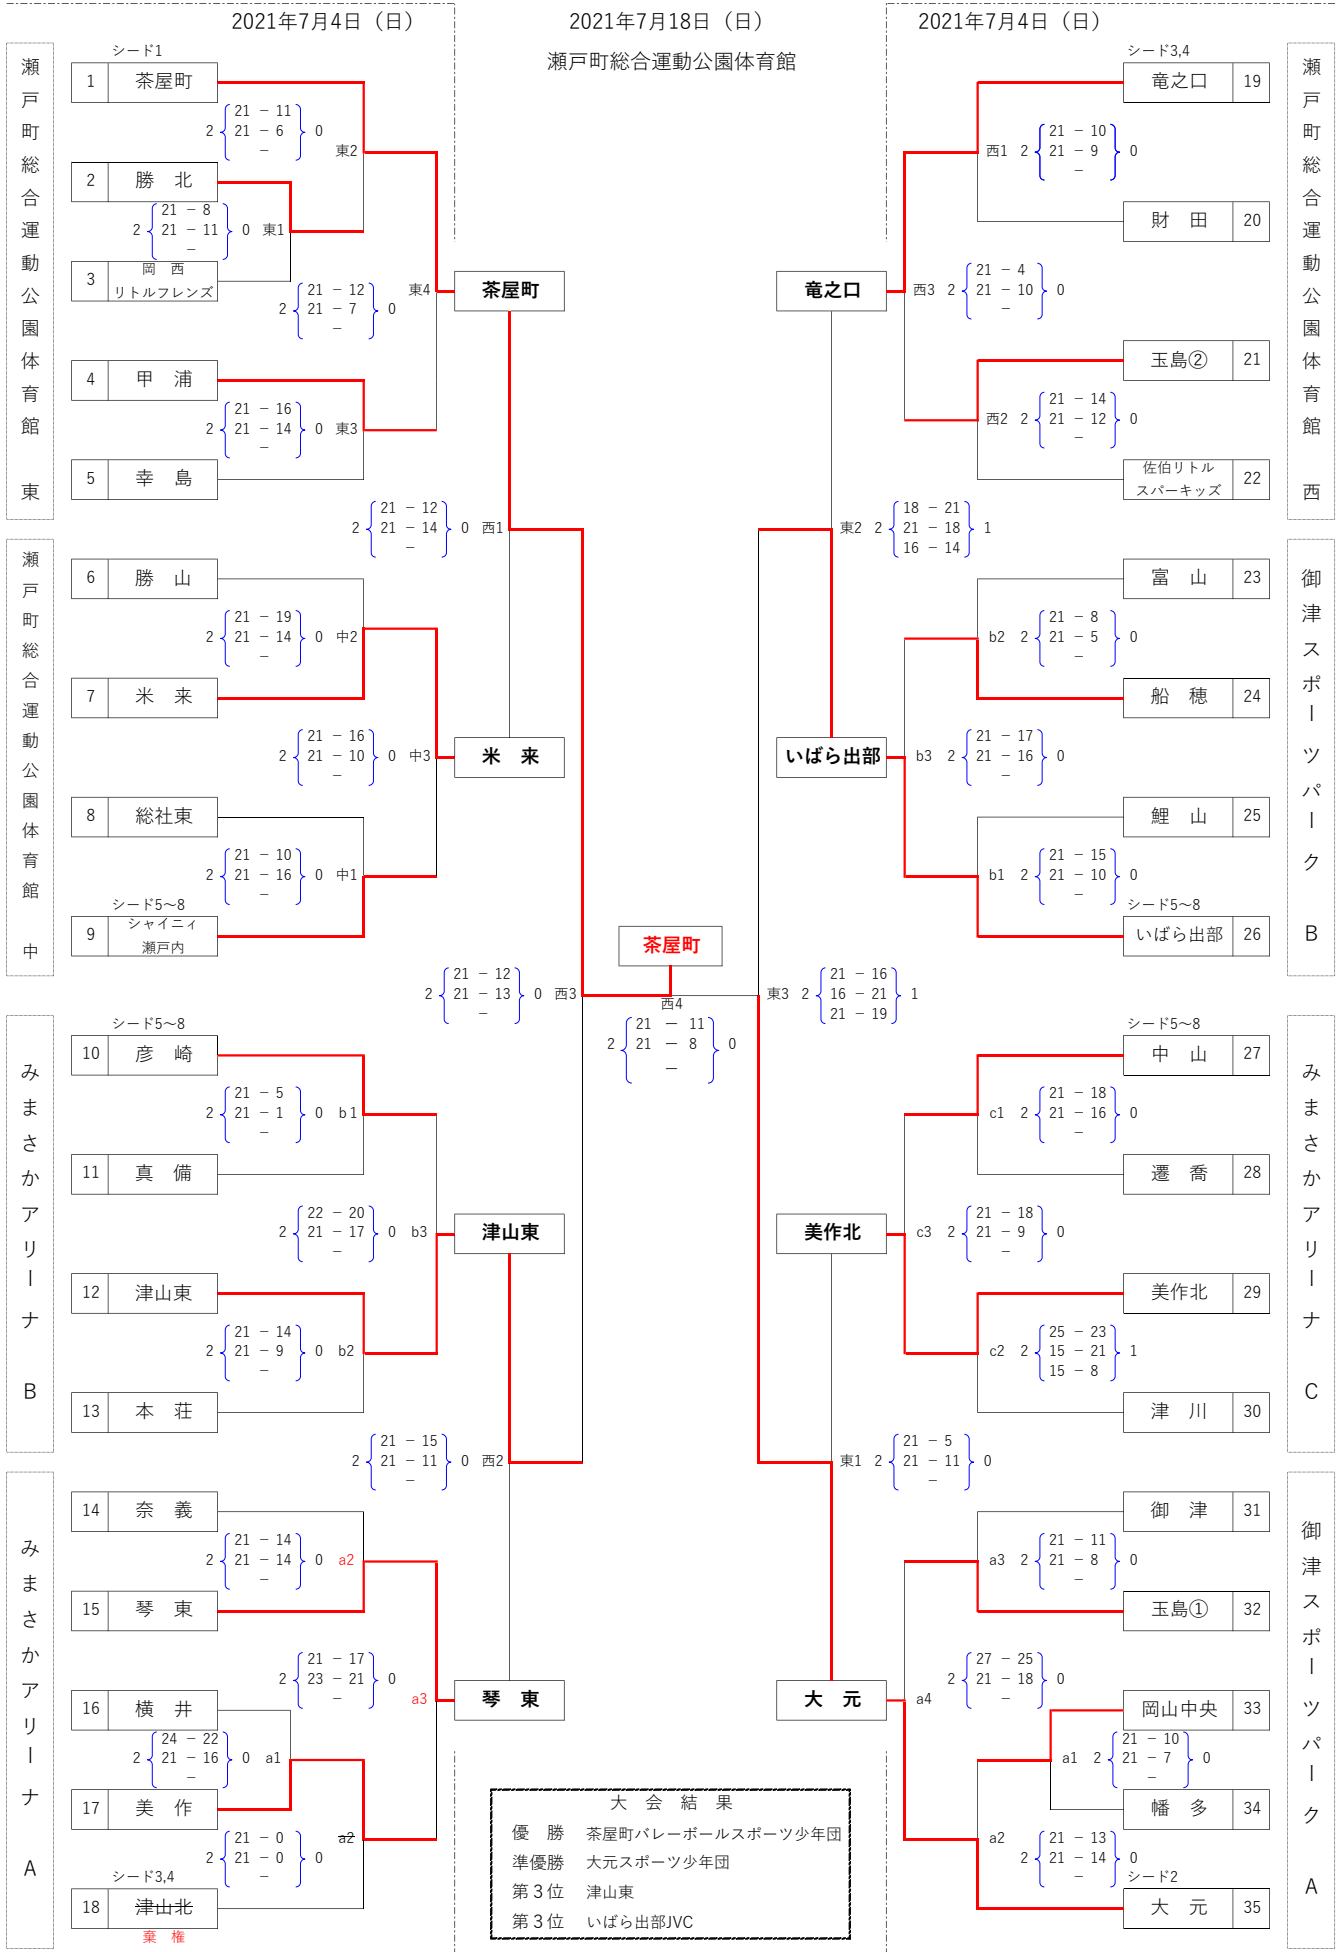 2021年7月4日（日）
2021年7月18日（日）
2021年7月4日（日）
瀬戸町総合運動公園体育館
瀬戸町総合運動公園体育館　東
シード1
1 茶屋町
2 21 － 11 0
21 － 6
－
東2
2 勝　北
2 21 － 8 0 東1
21 － 11
－
3 岡　西
リトルフレンズ
2 21 － 12 0
21 － 7
－
東4
4 甲　浦
2 21 － 16 0 東3
21 － 14
－
5 幸　島
茶屋町
2 21 － 12 0 西1
21 － 14
－
瀬戸町総合運動公園体育館　中
6 勝　山
2 21 － 19 0 中2
21 － 14
－
7 米　来
2 21 － 16 0 中3
21 － 10
－
米　来
8 総社東
2 21 － 10 0 中1
21 － 16
－
シード5～8
9 シャイニィ
瀬戸内
2 21 － 12 0 西3
21 － 13
－
みまさかアリーナ　B
シード5～8
10 彦　崎
2 21 － 5 0 b1
21 － 1
－
11 真　備
2 22 － 20 0 b3
21 － 17
－
津山東
12 津山東
2 21 － 14 0 b2
21 － 9
－
13 本　荘
2 21 － 15 0 西2
21 － 11
－
みまさかアリーナ　A
14 奈　義
2 21 － 14 0 a2
21 － 14
－
15 琴　東
2 21 － 17 0
23 － 21
－
a3
琴　東
16 横　井
2 24 － 22 0 a1
21 － 16
－
17 美　作
2 21 － 0 0
21 － 0
－
a2
シード3,4
18 津山北
棄　権
茶屋町
西4
2 21 － 11 0
21 － 8
－
瀬戸町総合運動公園体育館　西
シード3,4
竜之口 19
西1 2 21 － 10 0
21 － 9
－
財　田 20
竜之口
西3 2 21 － 4 0
21 － 10
－
玉島② 21
西2 2 21 － 14 0
21 － 12
－
佐伯リトル
スパーキッズ 22
東2 2 18 － 21 1
21 － 18
16 － 14
御津スポーツパーク　B
富　山 23
b2 2 21 － 8 0
21 － 5
－
船　穂 24
いばら出部
b3 2 21 － 17 0
21 － 16
－
鯉　山 25
b1 2 21 － 15 0
21 － 10
－
シード5～8
いばら出部 26
東3 2 21 － 16 1
16 － 21
21 － 19
みまさかアリーナ　C
シード5～8
中　山 27
c1 2 21 － 18 0
21 － 16
－
遷　喬 28
美作北
c3 2 21 － 18 0
21 － 9
－
美作北 29
c2 2 25 － 23 1
15 － 21
15 － 8
津　川 30
東1 2 21 － 5 0
21 － 11
－
御津スポーツパーク　A
御　津 31
a3 2 21 － 11 0
21 － 8
－
玉島① 32
大　元
a4 2 27 － 25 0
21 － 18
－
岡山中央 33
a1 2 21 － 10 0
21 － 7
－
幡　多 34
a2 2 21 － 13 0
21 － 14
－
シード2
大　元 35
大　会　結　果
優　勝　茶屋町バレーボールスポーツ少年団
準優勝　大元スポーツ少年団
第３位　津山東
第３位　いばら出部JVC